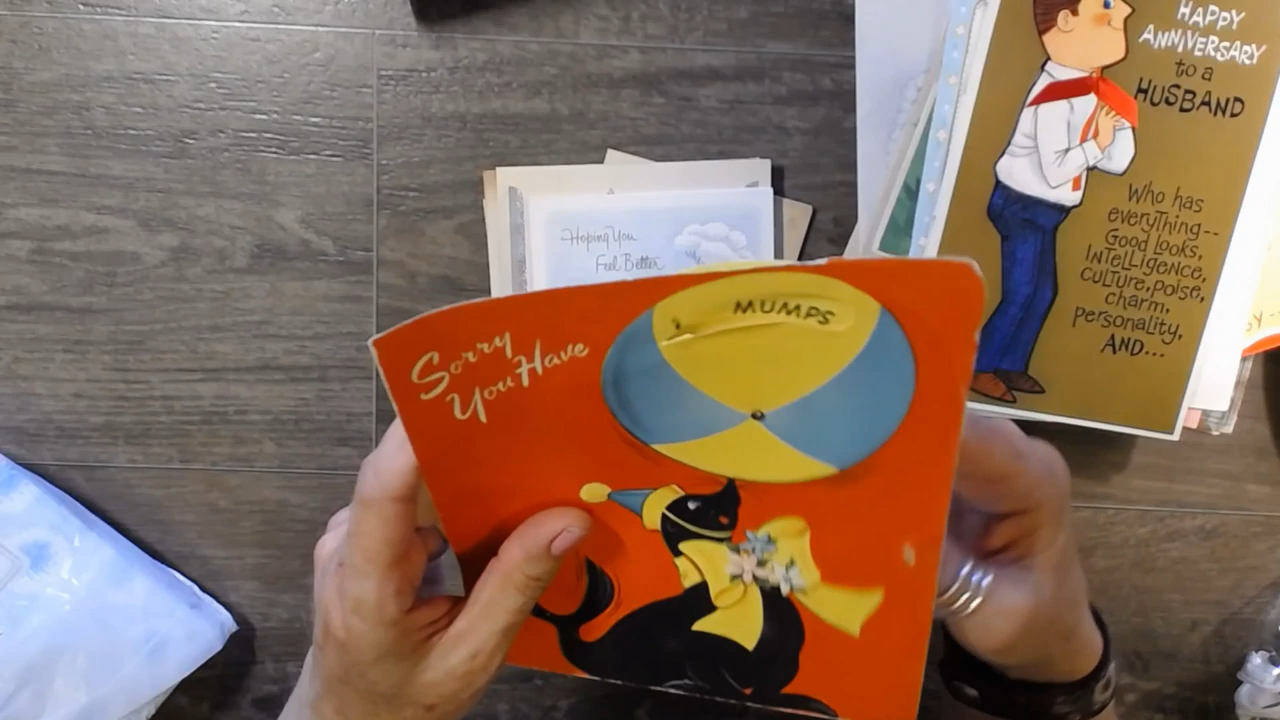 Sorry
You Have
MUMPS
Hoping You
Feel Better
HAPPY
ANNIVERSARY
to a
HUSBAND
Who has
everything--
Good Looks,
INTeLLIGENCE,
CULTURE, poise,
charm,
personality,
AND...